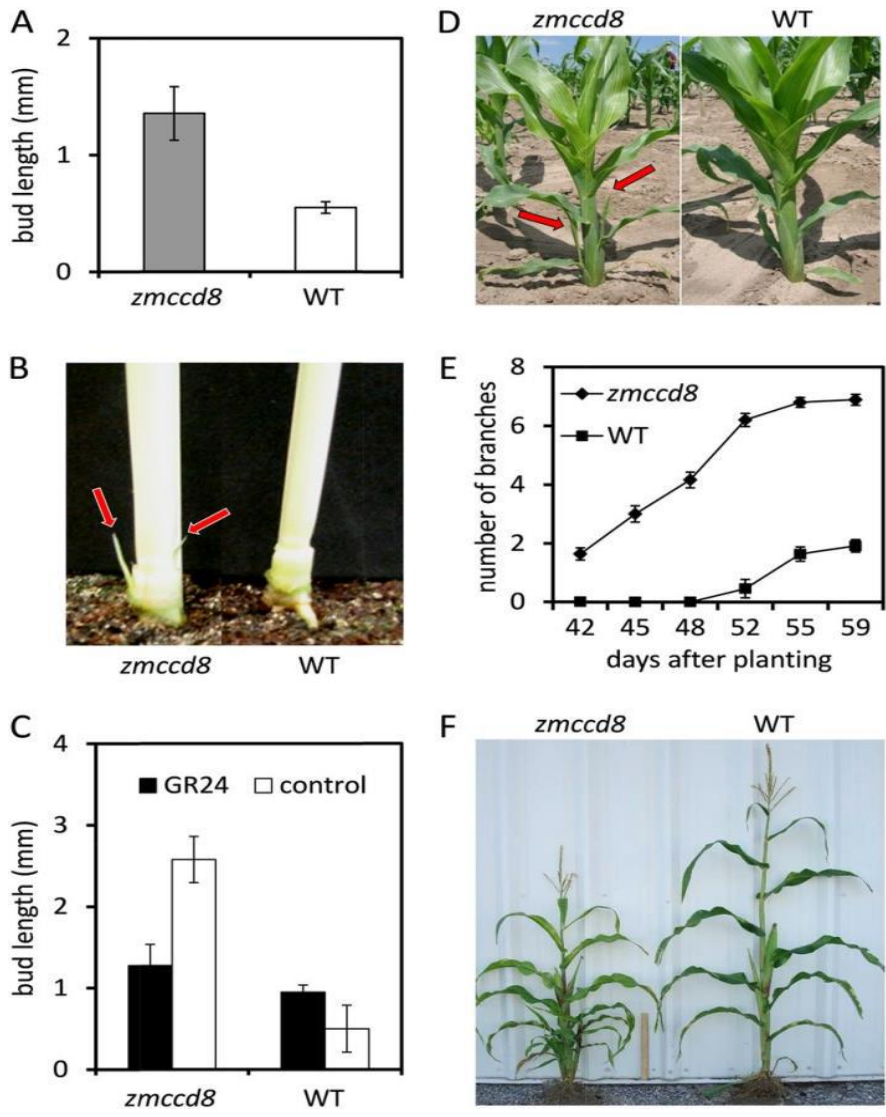 A
bud length (mm)
2
1
0
zmccd8 WT
B
zmccd8 WT
C
bud length (mm)
4
3
2
1
0
GR24 control
zmccd8 WT
D
zmccd8 WT
E
number of branches
8
6
4
2
0
zmccd8
WT
42 45 48 52 55 59
days after planting
F
zmccd8 WT